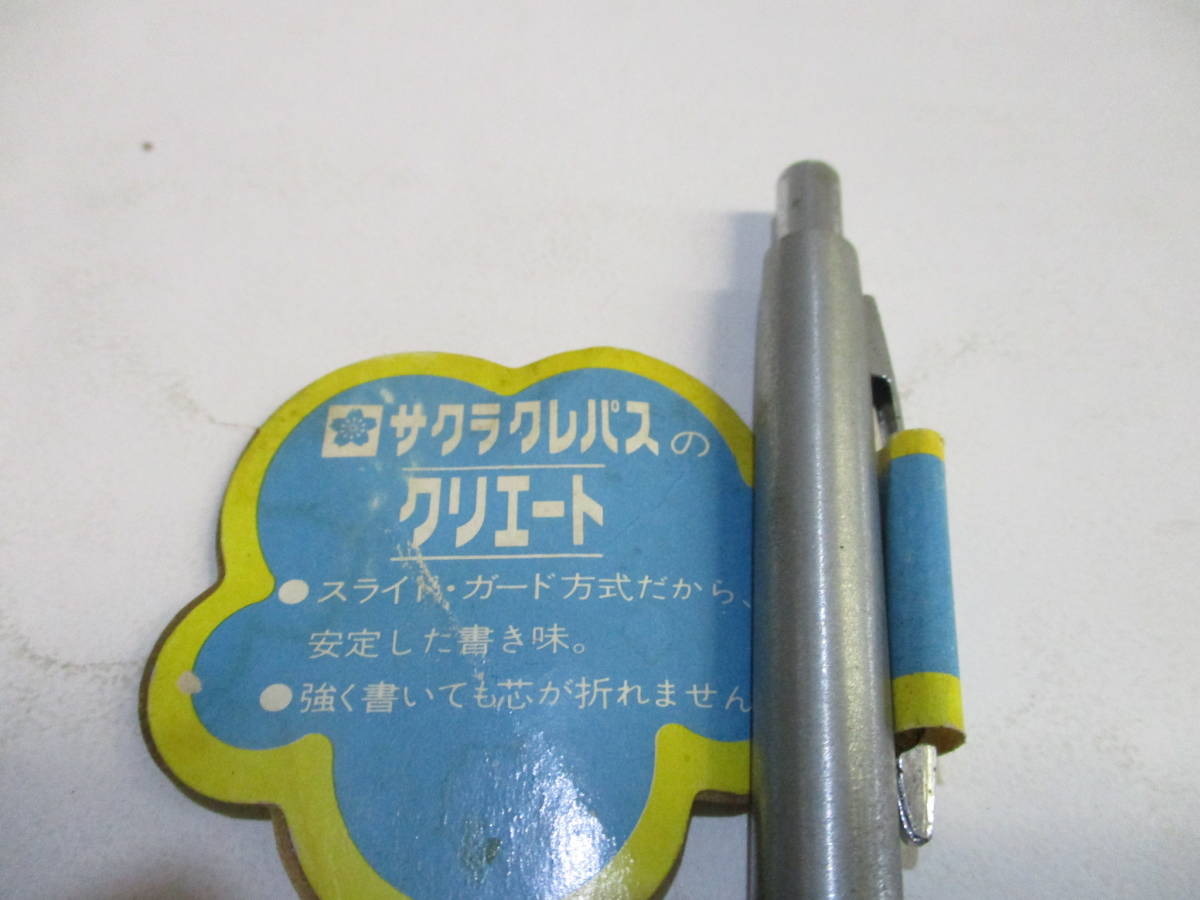 サクラクレパスの
クリエート
●スライド・ガード方式だから、
安定した書き味。
●強く書いても芯が折れません